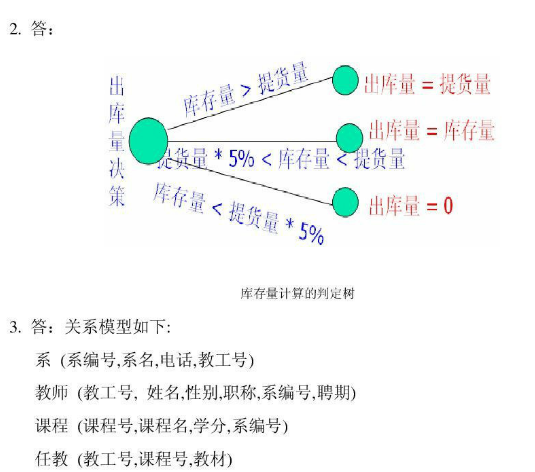 2. 答：
出库量决策
库存量 > 提货量
出库量 = 提货量
提货量 * 5% < 库存量 < 提货量
出库量 = 库存量
库存量 < 提货量 * 5%
出库量 = 0
库存量计算的判定树
3. 答：关系模型如下:
系 (系编号,系名,电话,教工号)
教师 (教工号, 姓名,性别,职称,系编号,聘期)
课程 (课程号,课程名,学分,系编号)
任教 (教工号,课程号,教材)